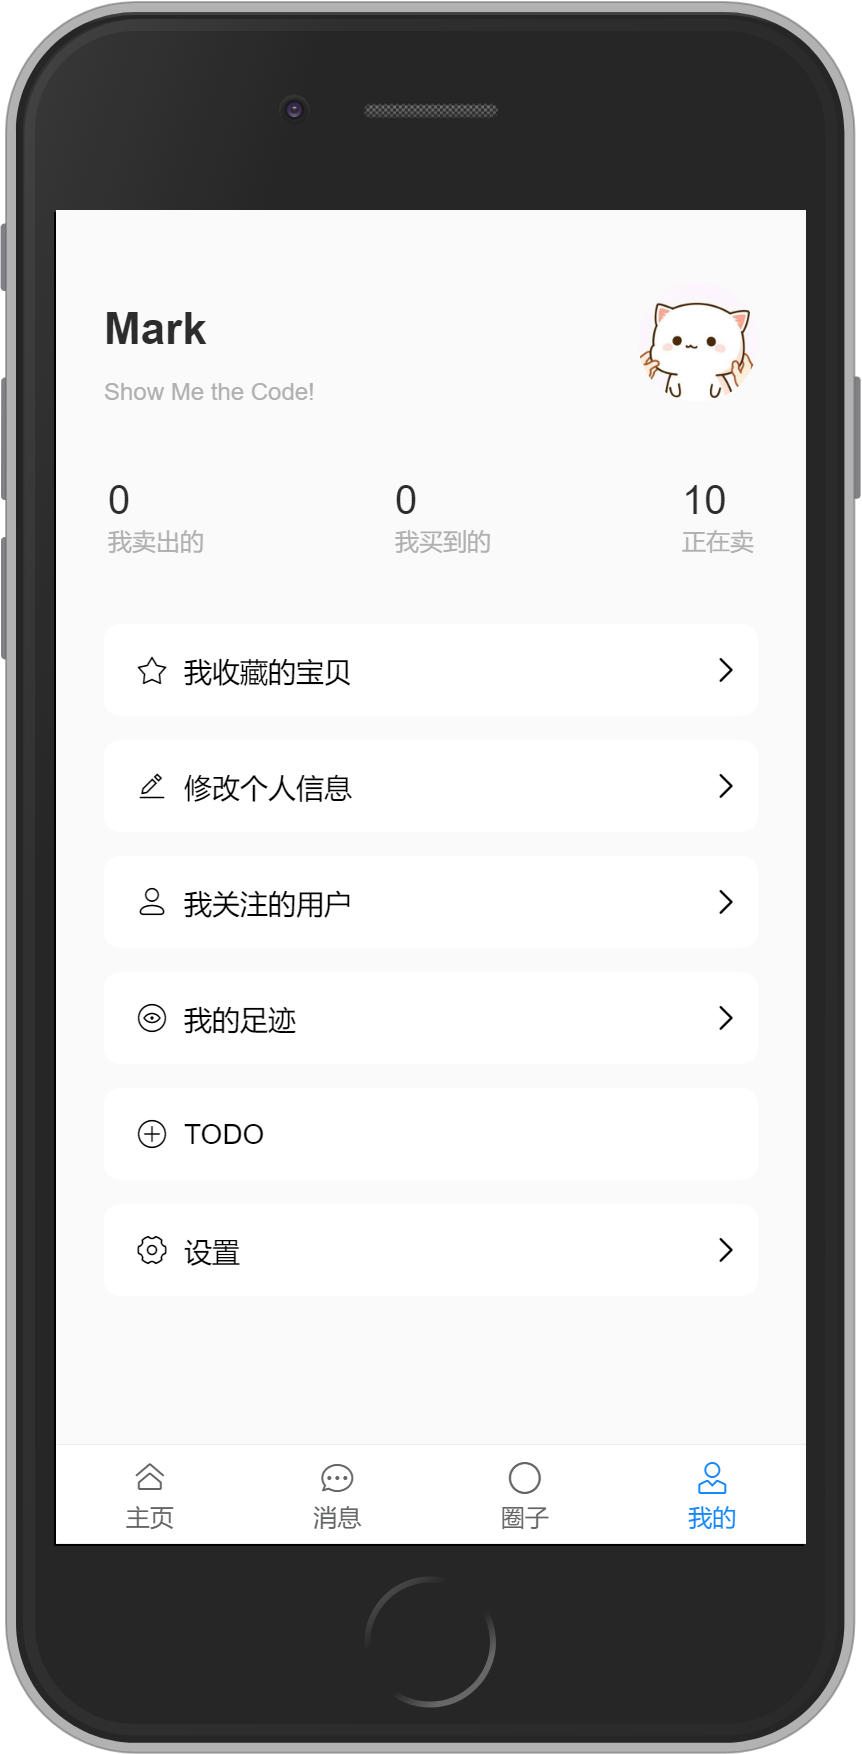 Mark
Show Me the Code!
0 0 10
我卖出的 我买到的 正在卖
我收藏的宝贝
修改个人信息
我关注的用户
我的足迹
TODO
设置
主页 消息 圈子 我的